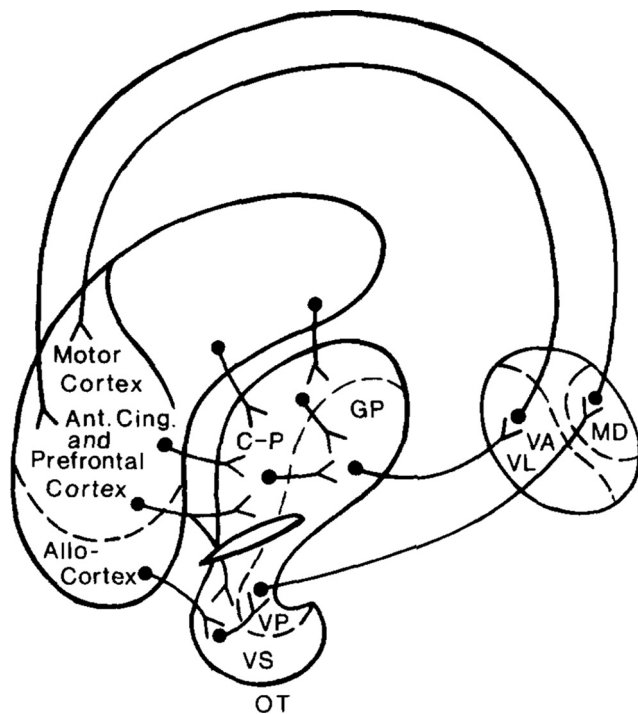 Motor
Cortex
Ant. Cing.
and
Prefrontal
Cortex
Allo-
Cortex
C-P
GP
VP
VS
OT
VA
VL
MD